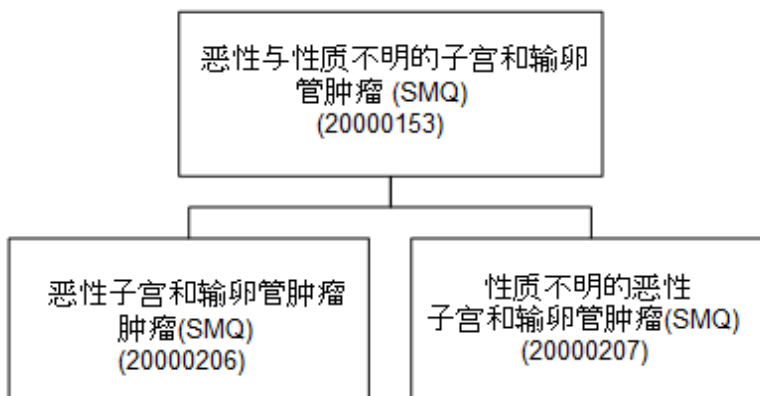 恶性与性质不明的子宫和输卵
管肿瘤 (SMQ)
(20000153)
恶性子宫和输卵管肿瘤
肿瘤(SMQ)
(20000206)
性质不明的恶性
子宫和输卵管肿瘤(SMQ)
(20000207)